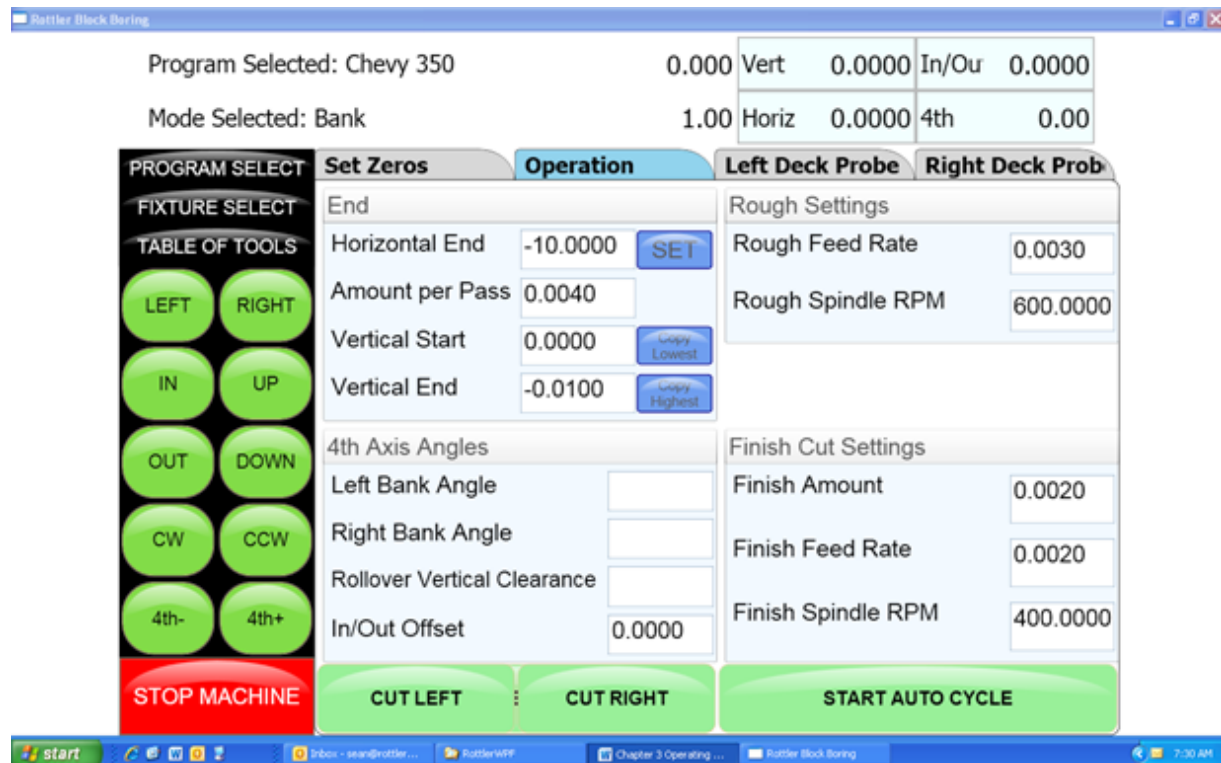 Rottler Block Boring
Program Selected: Chevy 350 0.000 Vert 0.0000 In/Ou 0.0000
Mode Selected: Bank 1.00 Horiz 0.0000 4th 0.00
PROGRAM SELECT
FIXTURE SELECT
TABLE OF TOOLS
LEFT RIGHT
IN UP
OUT DOWN
CW CCW
4th- 4th+
STOP MACHINE
Set Zeros Operation Left Deck Probe Right Deck Prob
End
Horizontal End -10.0000 SET
Amount per Pass 0.0040
Vertical Start 0.0000 Copy Lowest
Vertical End -0.0100 Copy Highest
Rough Settings
Rough Feed Rate 0.0030
Rough Spindle RPM 600.0000
4th Axis Angles
Left Bank Angle
Right Bank Angle
Rollover Vertical Clearance
In/Out Offset 0.0000
Finish Cut Settings
Finish Amount 0.0020
Finish Feed Rate 0.0020
Finish Spindle RPM 400.0000
CUT LEFT CUT RIGHT START AUTO CYCLE
start Inbox - sean@rottler... RottlerWPF Chapter 3 Operating ... Rottler Block Boring 7:30 AM